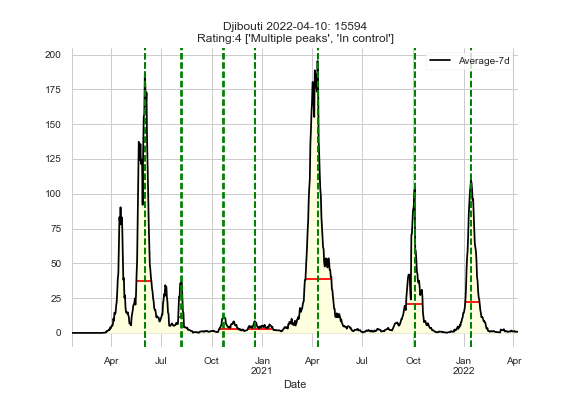 Djibouti 2022-04-10: 15594
Rating:4 ['Multiple peaks', 'In control']
Average-7d
200
175
150
125
100
75
50
25
0
Apr Jul Oct Jan Apr Jul Oct Jan Apr
2021 2022
Date